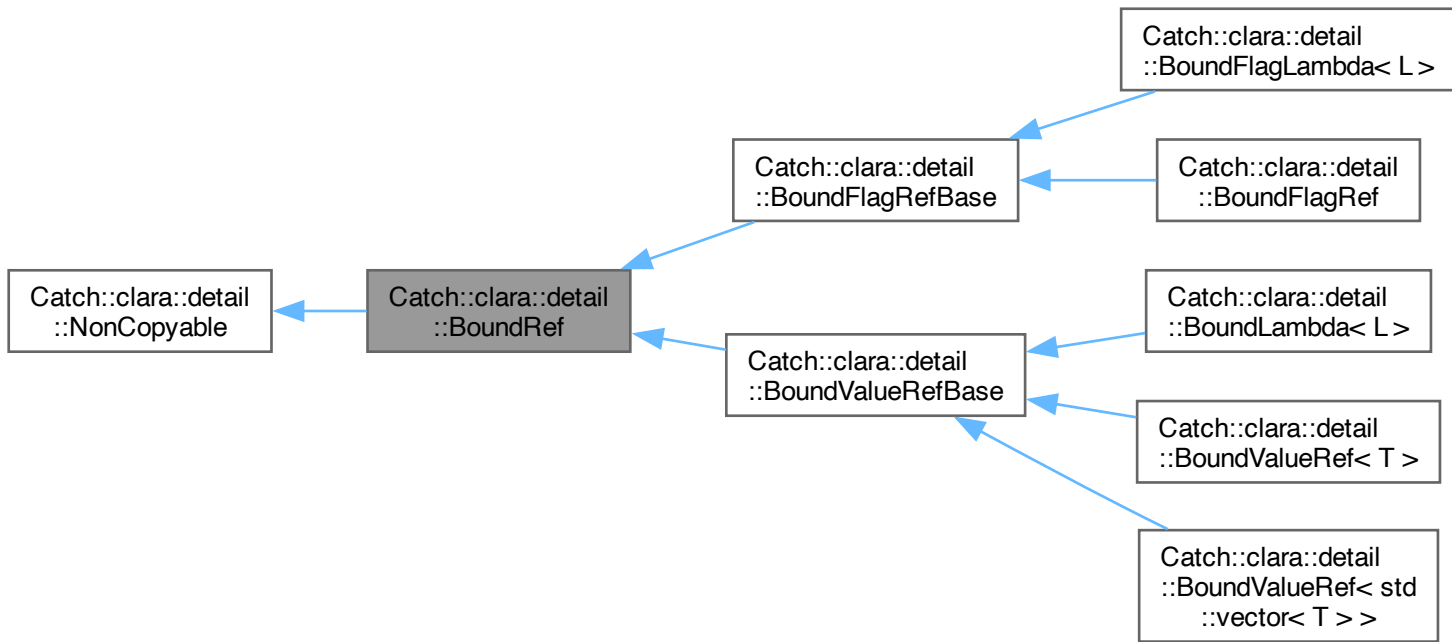 Catch::clara::detail
::BoundFlagLambda< L >
Catch::clara::detail
::BoundFlagRefBase
Catch::clara::detail
::BoundFlagRef
Catch::clara::detail
::NonCopyable
Catch::clara::detail
::BoundRef
Catch::clara::detail
::BoundLambda< L >
Catch::clara::detail
::BoundValueRefBase
Catch::clara::detail
::BoundValueRef< T >
Catch::clara::detail
::BoundValueRef< std
::vector< T > >